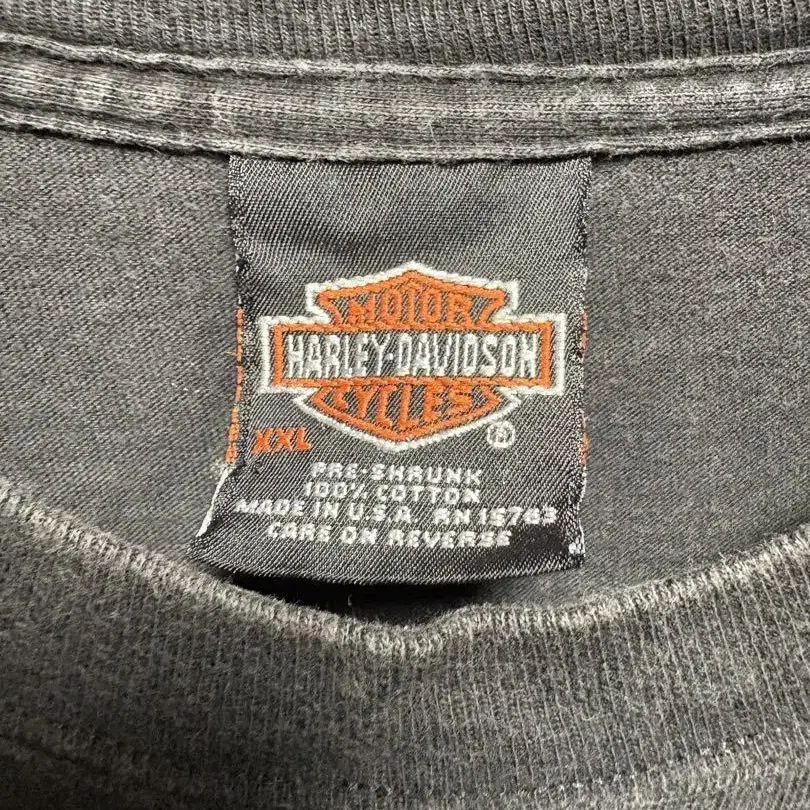 MOTOR
HARLEY-DAVIDSON
CYCLES
XXL ®
PRE-SHRUNK
100% COTTON
MADE IN U.S.A. RN 15763
CARE ON REVERSE